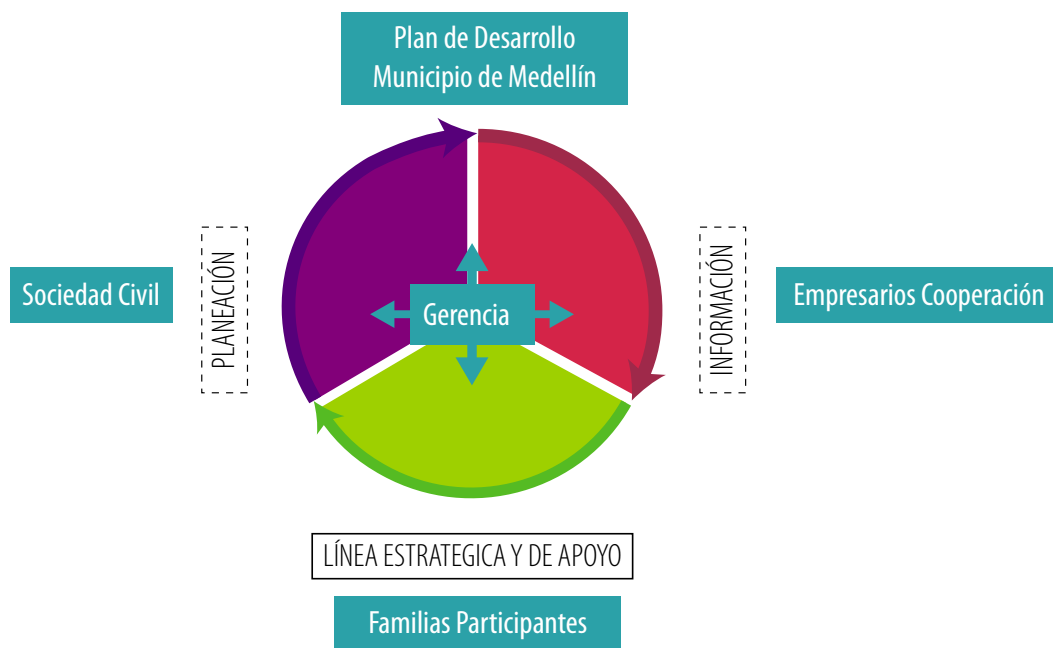 Plan de Desarrollo
Municipio de Medellín
Sociedad Civil
PLANEACIÓN
Gerencia
INFORMACIÓN
Empresarios Cooperación
LÍNEA ESTRATEGICA Y DE APOYO
Familias Participantes